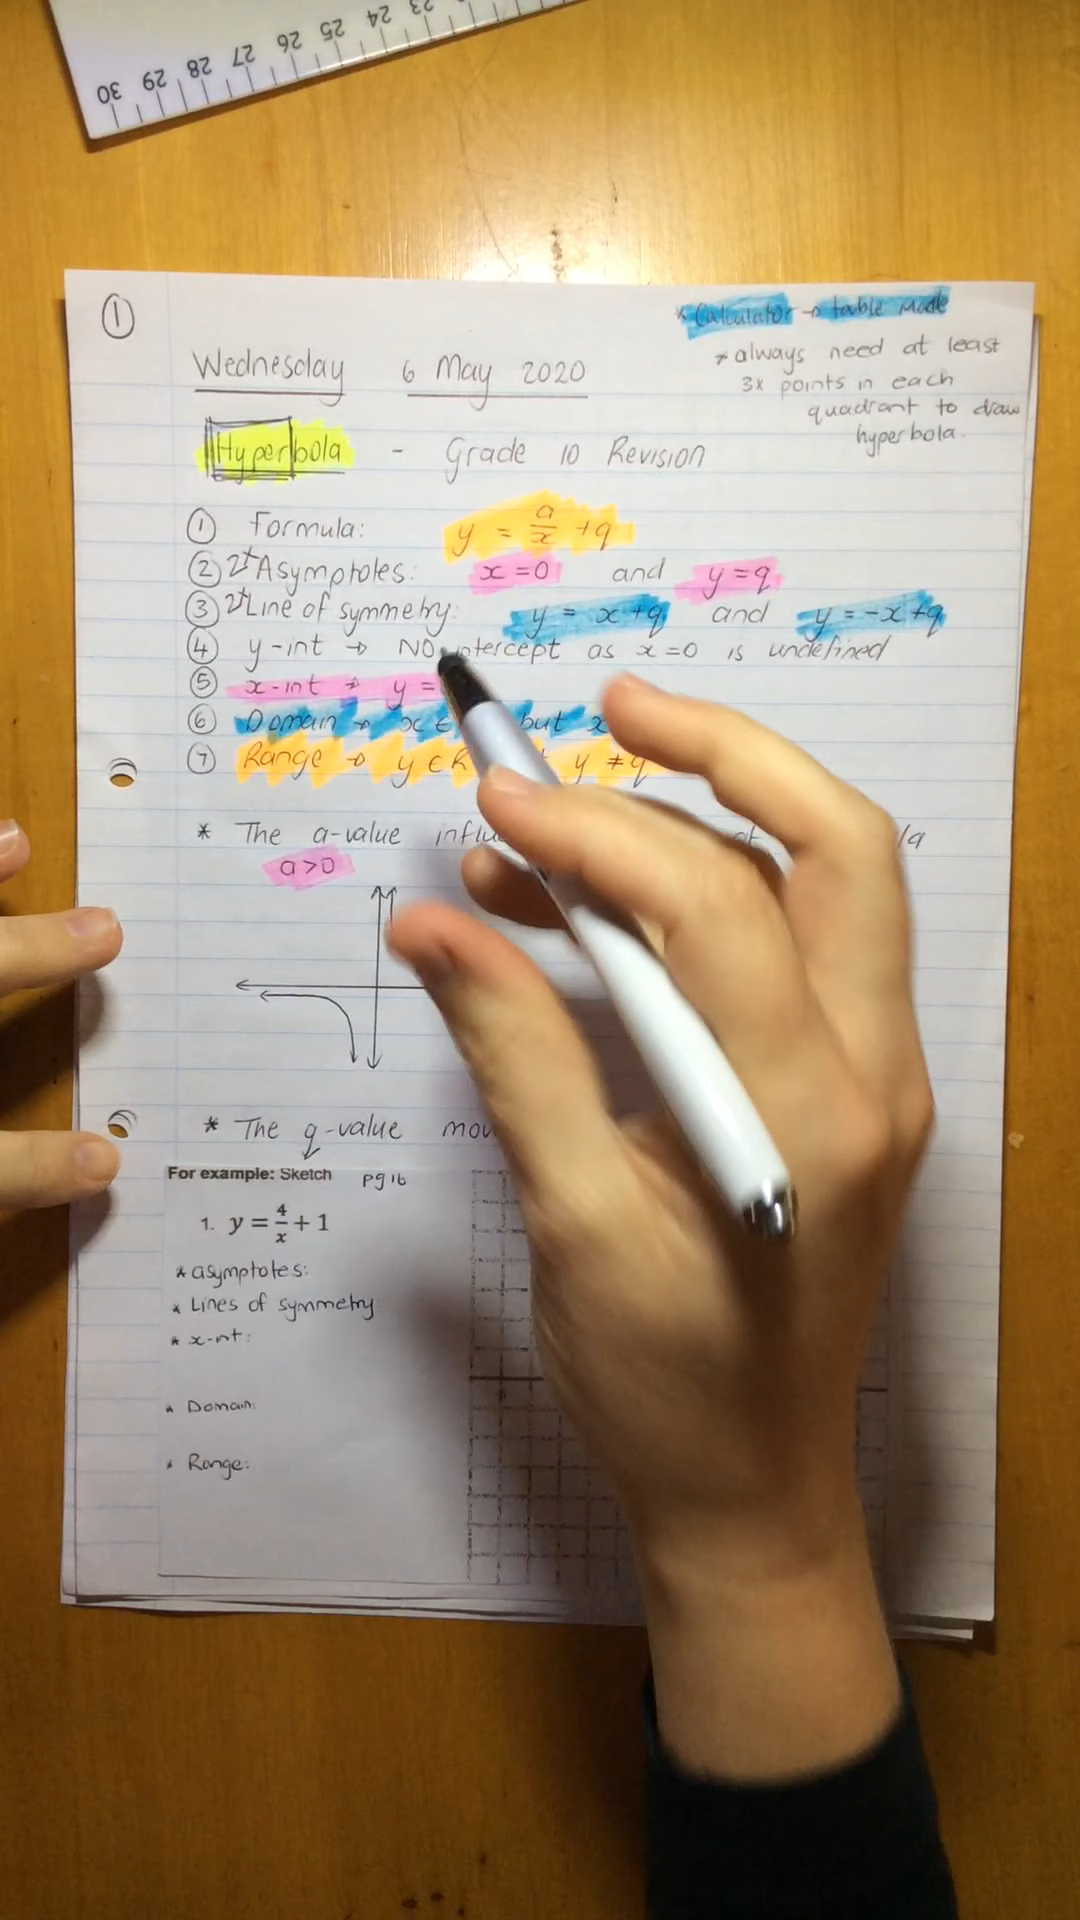 30 29 28 27 26 25 24 23
①
* Calculator → table mode
* always need at least
3x points in each
quadrant to draw
hyperbola.
Wednesday 6 May 2020
Hyperbola - Grade 10 Revision
① Formula: y = a/x + q
② 2x Asymptotes: x = 0 and y = q
③ 2x Line of symmetry: y = x + q and y = -x + q
④ y-int → NO intercept as x = 0 is undefined
⑤ x-int → y =
⑥ Domain → x ∈ but x
⑦ Range → y ∈ R y ≠ q
* The a-value
a > 0
* The q-value
For example: Sketch pg 16
1. y = 4/x + 1
* asymptotes:
* Lines of symmetry
* x-int:
* Domain:
* Range: